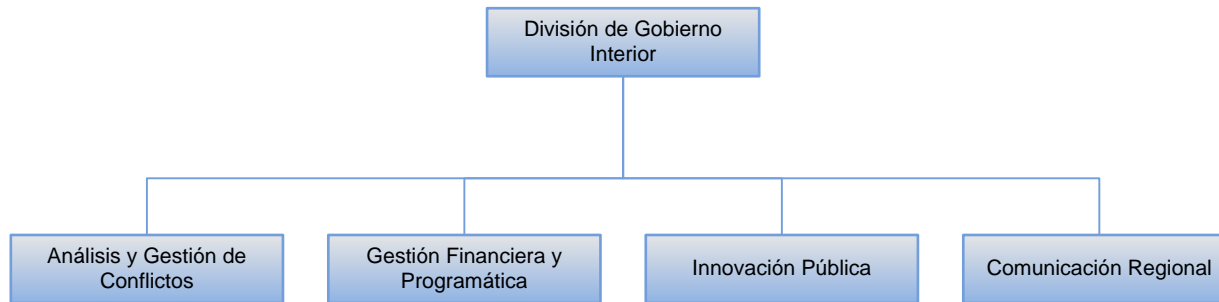 División de Gobierno
Interior
Análisis y Gestión de
Conflictos
Gestión Financiera y
Programática
Innovación Pública
Comunicación Regional